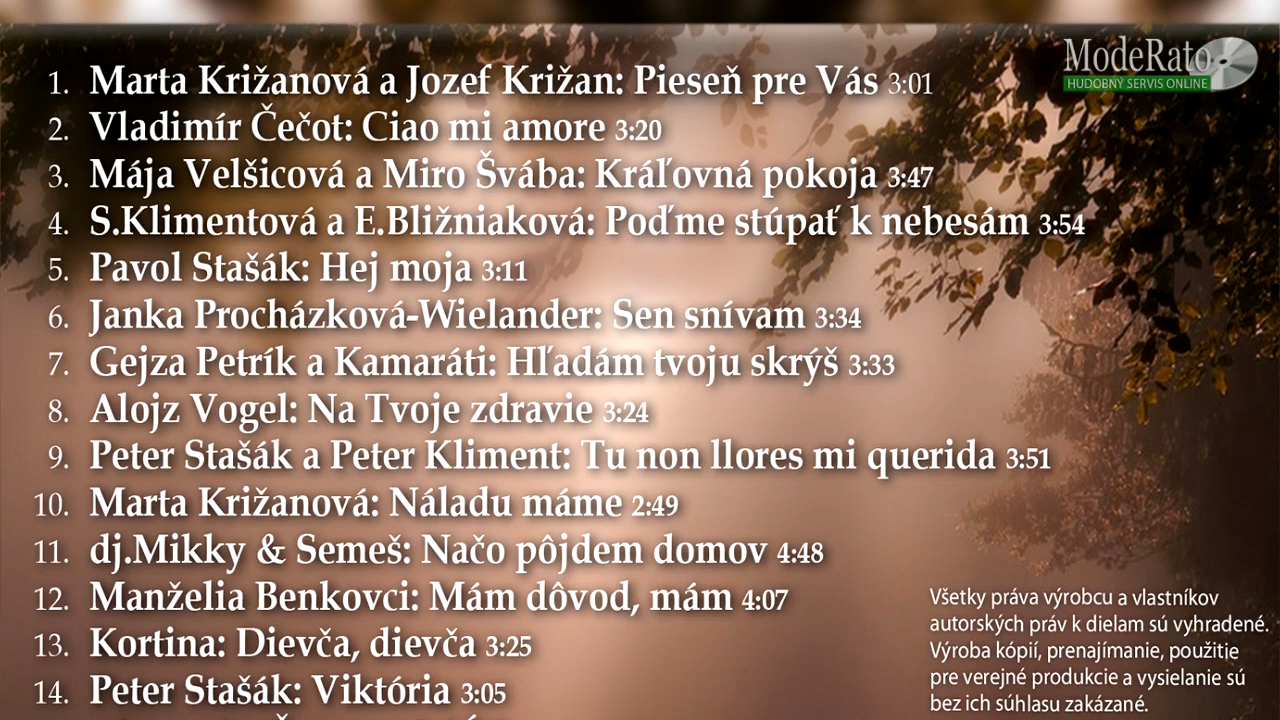 1. Marta Križanová a Jozef Križan: Pieseň pre Vás 3:01
2. Vladimír Čečot: Ciao mi amore 3:20
3. Mája Velšicová a Miro Švába: Kráľovná pokoja 3:47
4. S.Klimentová a E.Bližniaková: Poďme stúpať k nebesám 3:54
5. Pavol Stašák: Hej moja 3:11
6. Janka Procházková-Wielander: Sen snívam 3:34
7. Gejza Petrík a Kamaráti: Hľadám tvoju skrýš 3:33
8. Alojz Vogel: Na Tvoje zdravie 3:24
9. Peter Stašák a Peter Kliment: Tu non llores mi querida 3:51
10. Marta Križanová: Náladu máme 2:49
11. dj.Mikky & Semeš: Načo pôjdem domov 4:48
12. Manželia Benkovci: Mám dôvod, mám 4:07
13. Kortina: Dievča, dievča 3:25
14. Peter Stašák: Viktória 3:05
ModeRato
HUDOBNÝ SERVIS ONLINE
Všetky práva výrobcu a vlastníkov
autorských práv k dielam sú vyhradené.
Výroba kópií, prenajímanie, použitie
pre verejné produkcie a vysielanie sú
bez ich súhlasu zakázané.